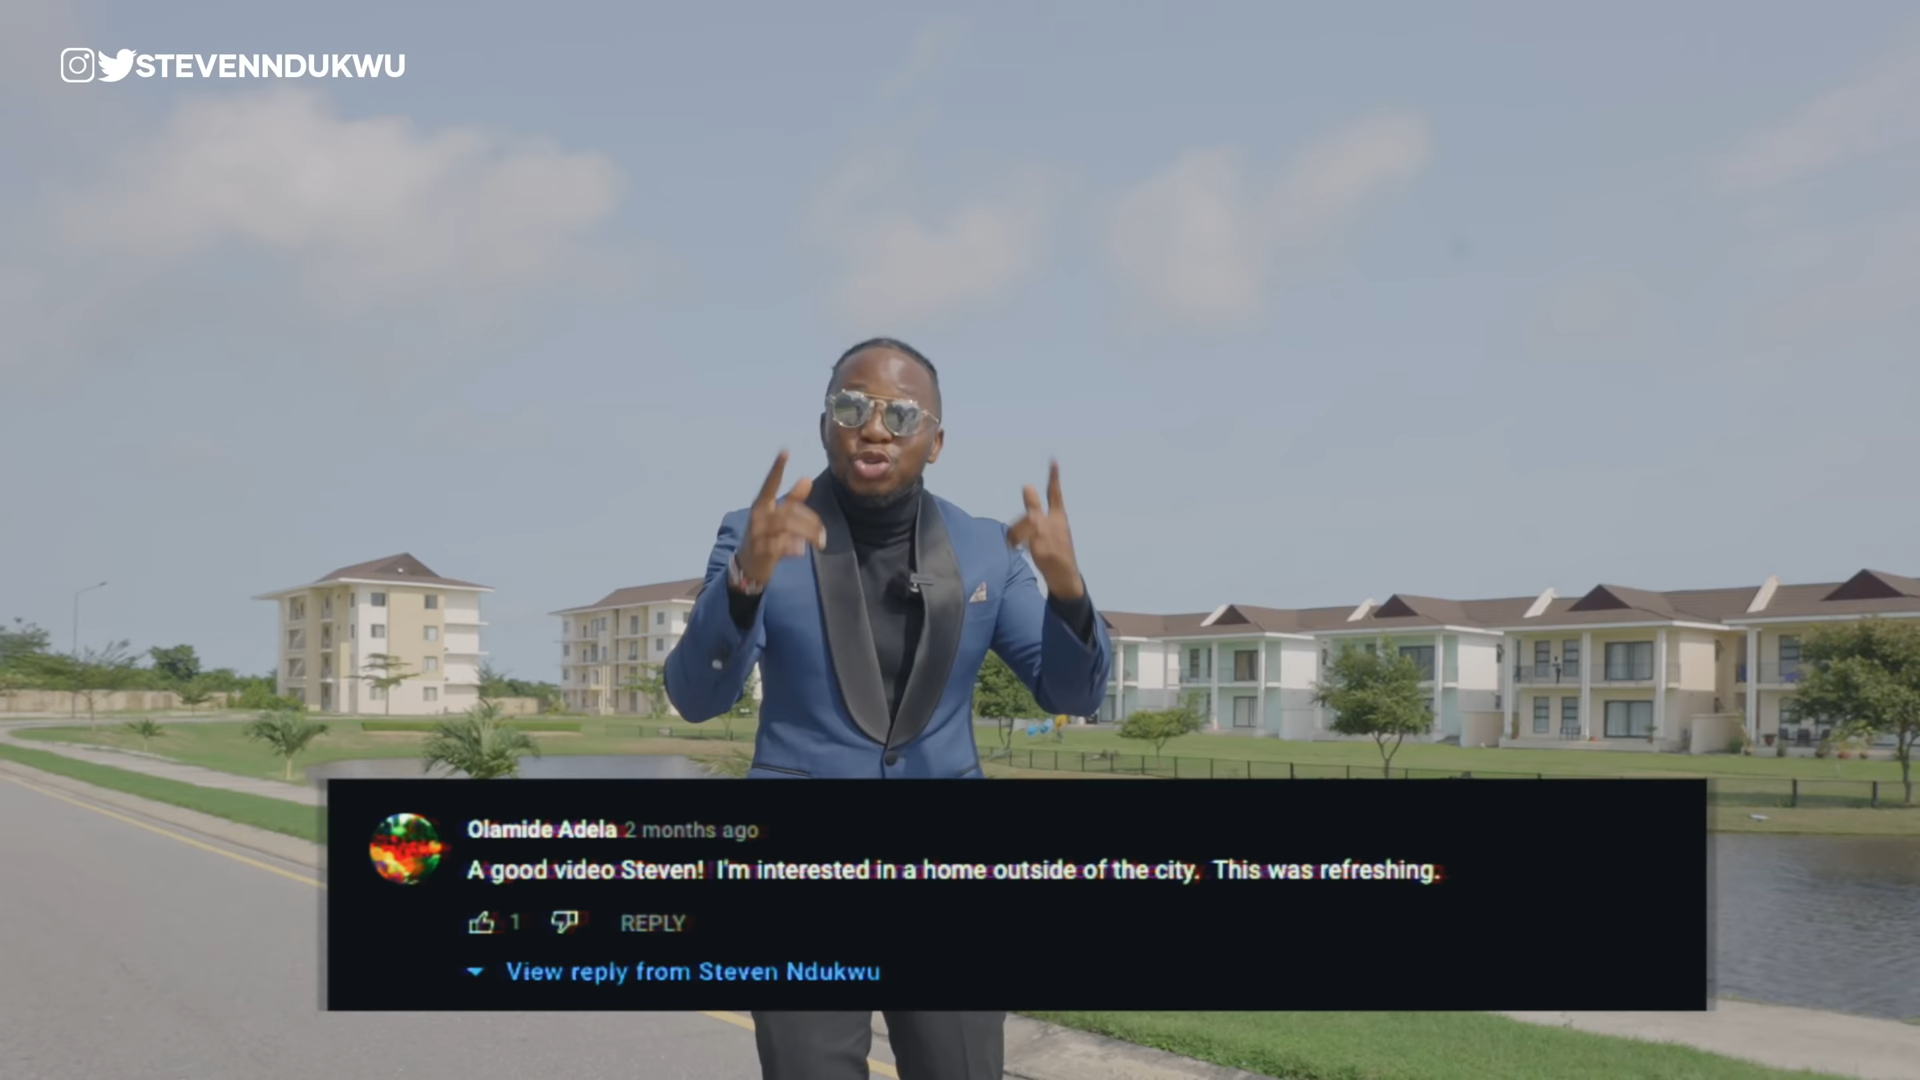 STEVENNDUKWU
Olamide Adela 2 months ago
A good video Steven! I'm interested in a home outside of the city. This was refreshing.
1 REPLY
View reply from Steven Ndukwu